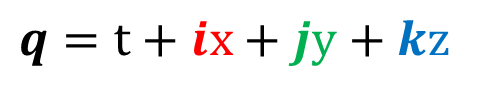 q = t + ix + jy + kz